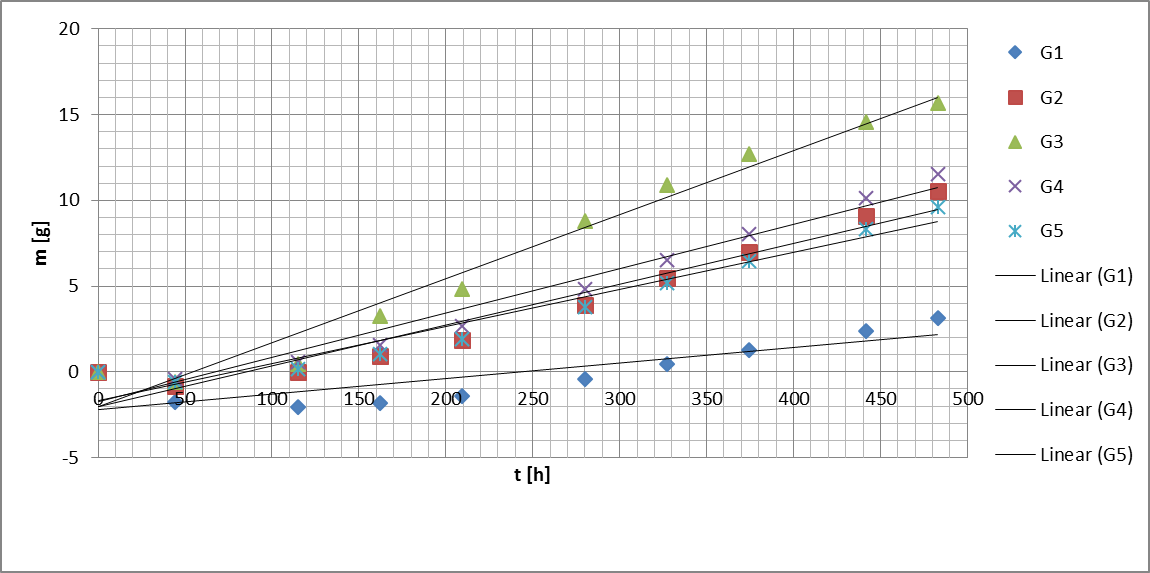 20
15
10
5
0
-5
m [g]
0 50 100 150 200 250 300 350 400 450 500
t [h]
G1
G2
G3
G4
G5
Linear (G1)
Linear (G2)
Linear (G3)
Linear (G4)
Linear (G5)